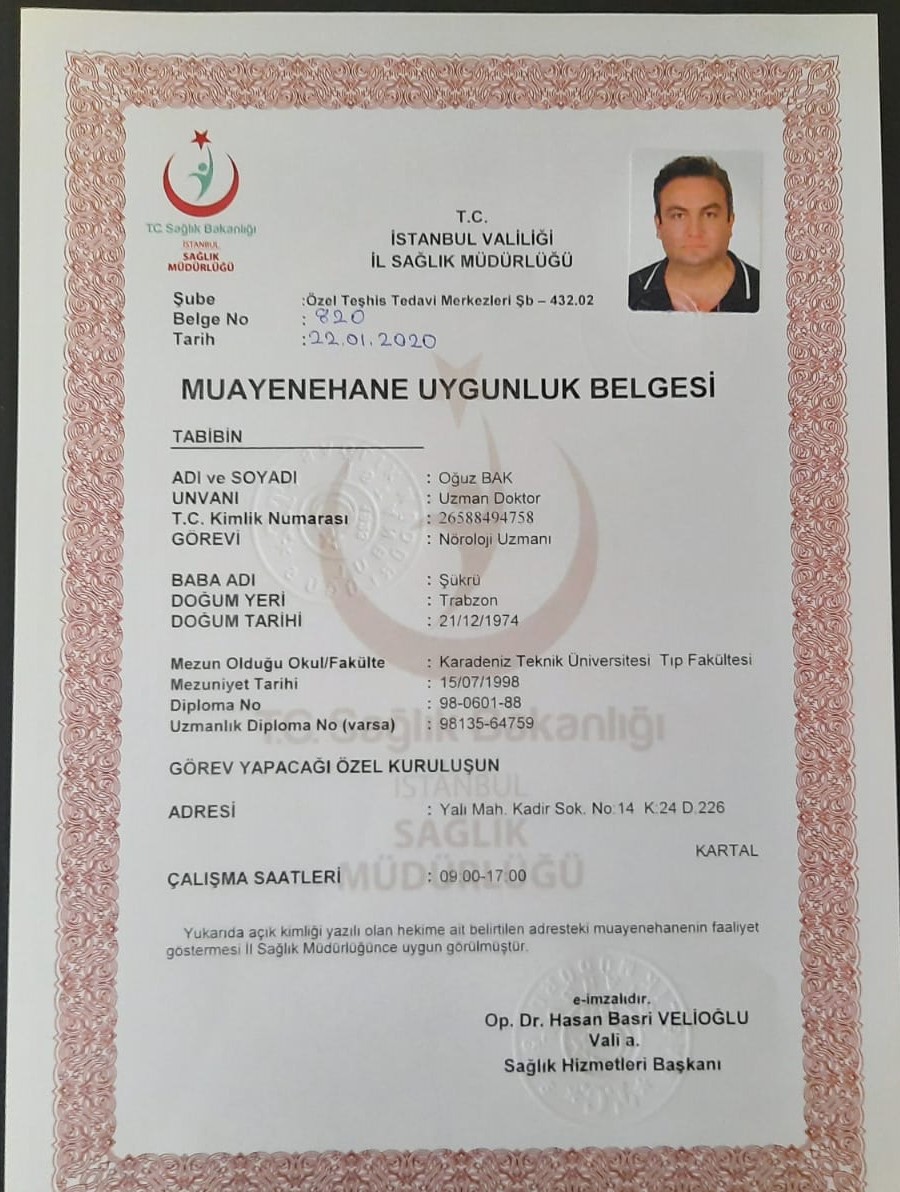 TC Sağlık Bakanlığı
İSTANBUL
SAĞLIK
MÜDÜRLÜĞÜ
T.C.
İSTANBUL VALİLİĞİ
İL SAĞLIK MÜDÜRLÜĞÜ
Şube :Özel Teşhis Tedavi Merkezleri Şb – 432.02
Belge No : 820
Tarih :22.01.2020
MUAYENEHANE UYGUNLUK BELGESİ
TABİBİN
ADI ve SOYADI : Oğuz BAK
UNVANI : Uzman Doktor
T.C. Kimlik Numarası : 26588494758
GÖREVİ : Nöroloji Uzmanı
BABA ADI : Şükrü
DOĞUM YERİ : Trabzon
DOĞUM TARİHİ : 21/12/1974
Mezun Olduğu Okul/Fakülte : Karadeniz Teknik Üniversitesi Tıp Fakültesi
Mezuniyet Tarihi : 15/07/1998
Diploma No : 98-0601-88
Uzmanlık Diploma No (varsa) : 98135-64759
T.C. Sağlık Bakanlığı
GÖREV YAPACAĞI ÖZEL KURULUŞUN
İSTANBUL
ADRESİ : Yalı Mah. Kadir Sok. No:14 K:24 D.226
SAĞLIK
KARTAL
MÜDÜRLÜĞÜ
ÇALIŞMA SAATLERİ : 09.00-17.00
Yukarıda açık kimliği yazılı olan hekime ait belirtilen adresteki muayenehanenin faaliyet
göstermesi İl Sağlık Müdürlüğünce uygun görülmüştür.
e-imzalıdır.
Op. Dr. Hasan Basri VELİOĞLU
Vali a.
Sağlık Hizmetleri Başkanı